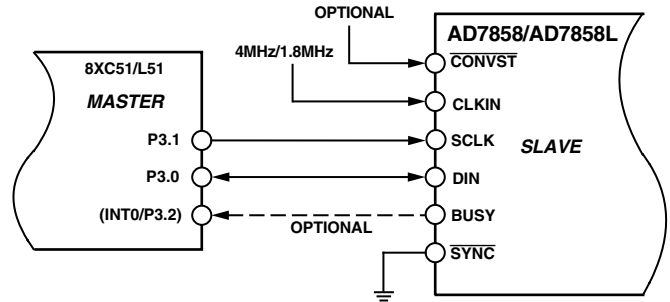 OPTIONAL
AD7858/AD7858L
4MHz/1.8MHz
CONVST
8XC51/L51
MASTER
CLKIN
P3.1
SCLK
SLAVE
P3.0
DIN
(INT0/P3.2)
BUSY
OPTIONAL
SYNC